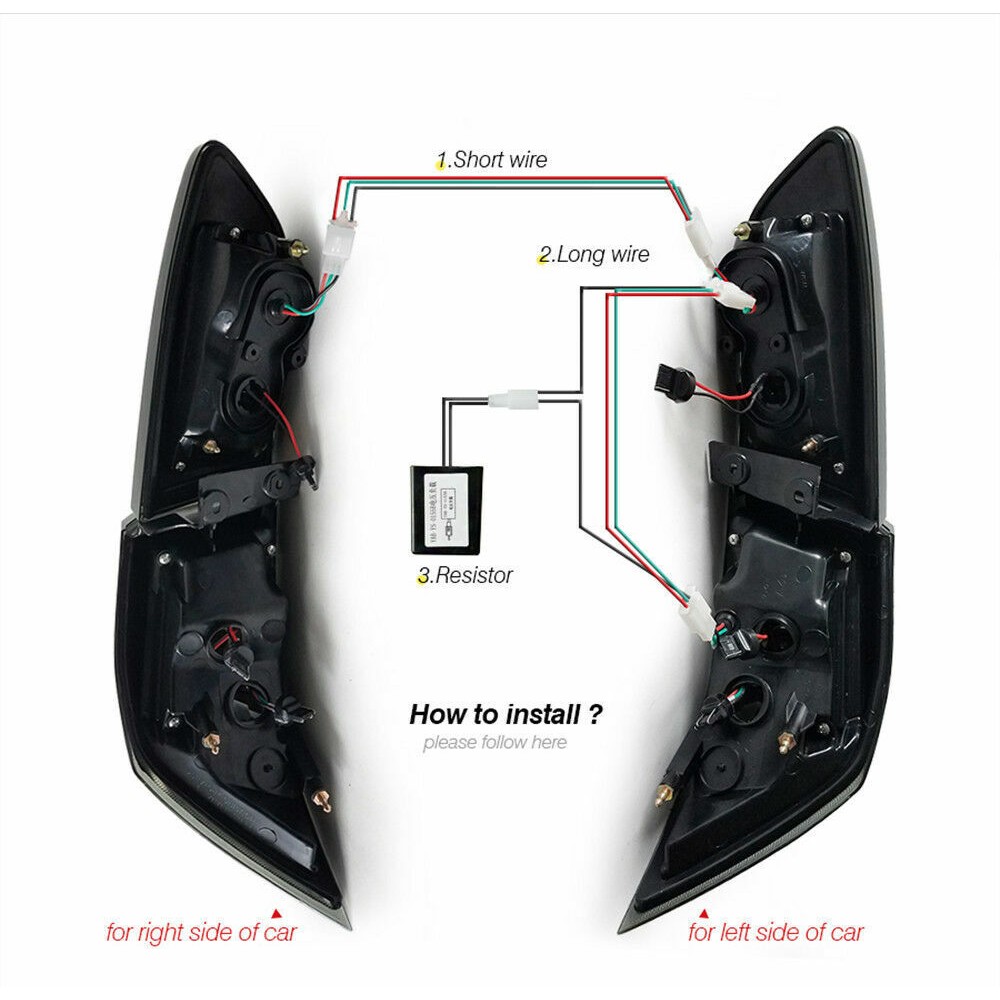 1.Short wire
2.Long wire
3.Resistor
How to install ?
please follow here
for right side of car
for left side of car